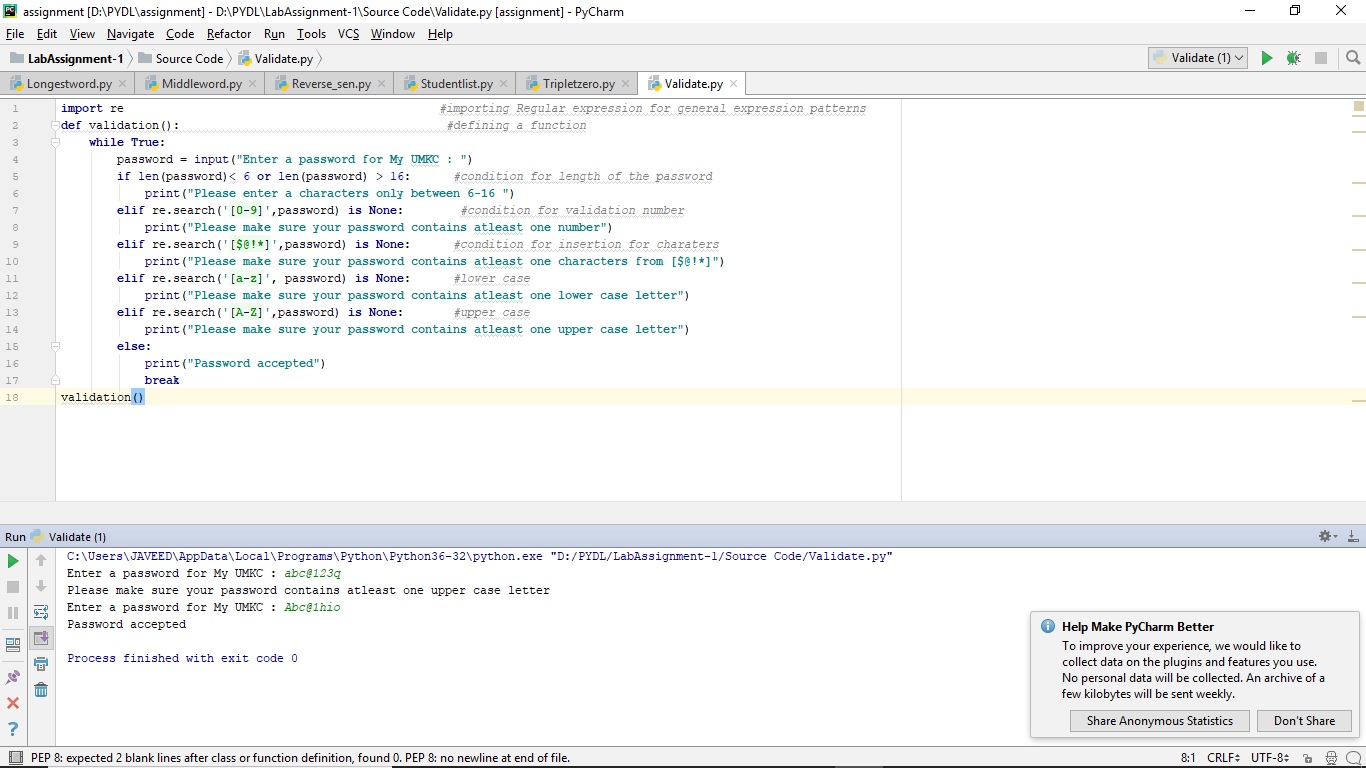 assignment [D:\PYDL\assignment] - D:\PYDL\LabAssignment-1\Source Code\Validate.py [assignment] - PyCharm
File Edit View Navigate Code Refactor Run Tools VCS Window Help
LabAssignment-1 Source Code Validate.py Validate (1)
Longestword.py Middleword.py Reverse_sen.py Studentlist.py Tripletzero.py Validate.py
1 import re #importing Regular expression for general expression patterns
2 def validation(): #defining a function
3 while True:
4 password = input("Enter a password for My UMKC : ")
5 if len(password)< 6 or len(password) > 16: #condition for length of the password
6 print("Please enter a characters only between 6-16 ")
7 elif re.search('[0-9]',password) is None: #condition for validation number
8 print("Please make sure your password contains atleast one number")
9 elif re.search('[$@!*]',password) is None: #condition for insertion for charaters
10 print("Please make sure your password contains atleast one characters from [$@!*]")
11 elif re.search('[a-z]', password) is None: #lower case
12 print("Please make sure your password contains atleast one lower case letter")
13 elif re.search('[A-Z]',password) is None: #upper case
14 print("Please make sure your password contains atleast one upper case letter")
15 else:
16 print("Password accepted")
17 break
18 validation()
Run Validate (1)
C:\Users\JAVEED\AppData\Local\Programs\Python\Python36-32\python.exe "D:/PYDL/LabAssignment-1/Source Code/Validate.py"
Enter a password for My UMKC : abc@123q
Please make sure your password contains atleast one upper case letter
Enter a password for My UMKC : Abc@1hio
Password accepted
Process finished with exit code 0
Help Make PyCharm Better
To improve your experience, we would like to
collect data on the plugins and features you use.
No personal data will be collected. An archive of a
few kilobytes will be sent weekly.
Share Anonymous Statistics Don't Share
PEP 8: expected 2 blank lines after class or function definition, found 0. PEP 8: no newline at end of file. 8:1 CRLF UTF-8